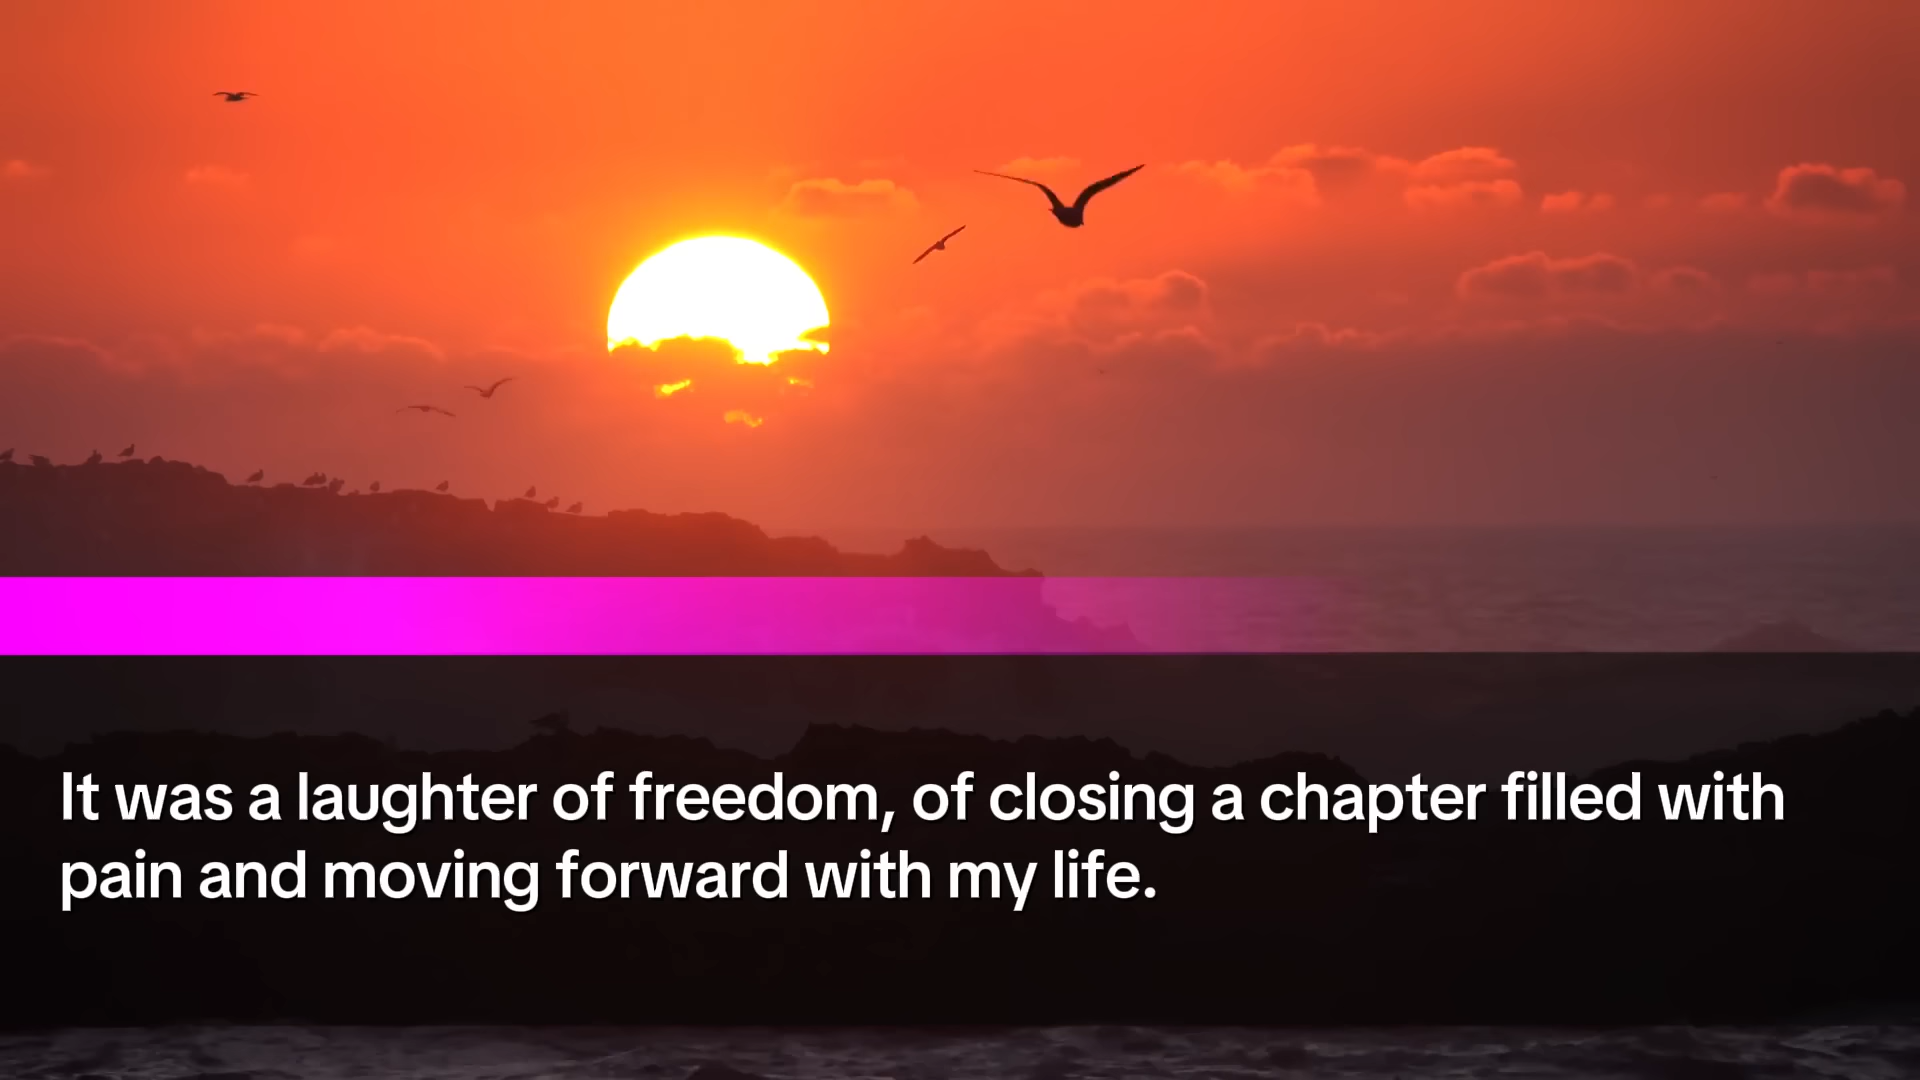 It was a laughter of freedom, of closing a chapter filled with
pain and moving forward with my life.